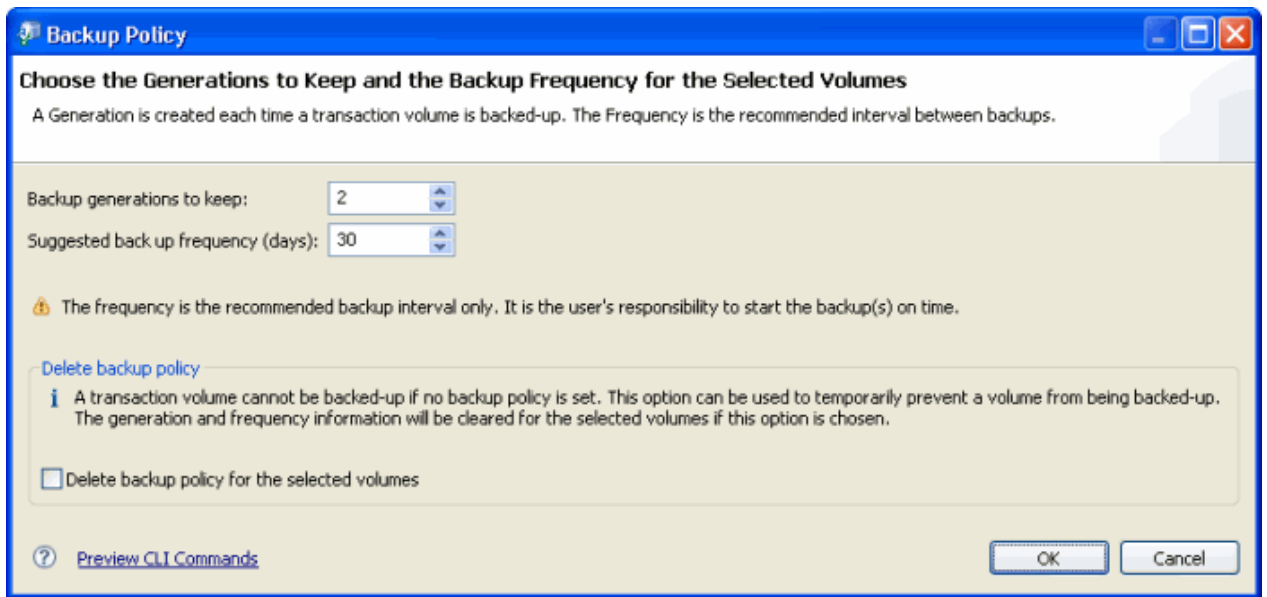 Backup Policy
Choose the Generations to Keep and the Backup Frequency for the Selected Volumes
A Generation is created each time a transaction volume is backed-up. The Frequency is the recommended interval between backups.
Backup generations to keep: 2
Suggested back up frequency (days): 30
The frequency is the recommended backup interval only. It is the user's responsibility to start the backup(s) on time.
Delete backup policy
A transaction volume cannot be backed-up if no backup policy is set. This option can be used to temporarily prevent a volume from being backed-up.
The generation and frequency information will be cleared for the selected volumes if this option is chosen.
Delete backup policy for the selected volumes
Preview CLI Commands OK Cancel